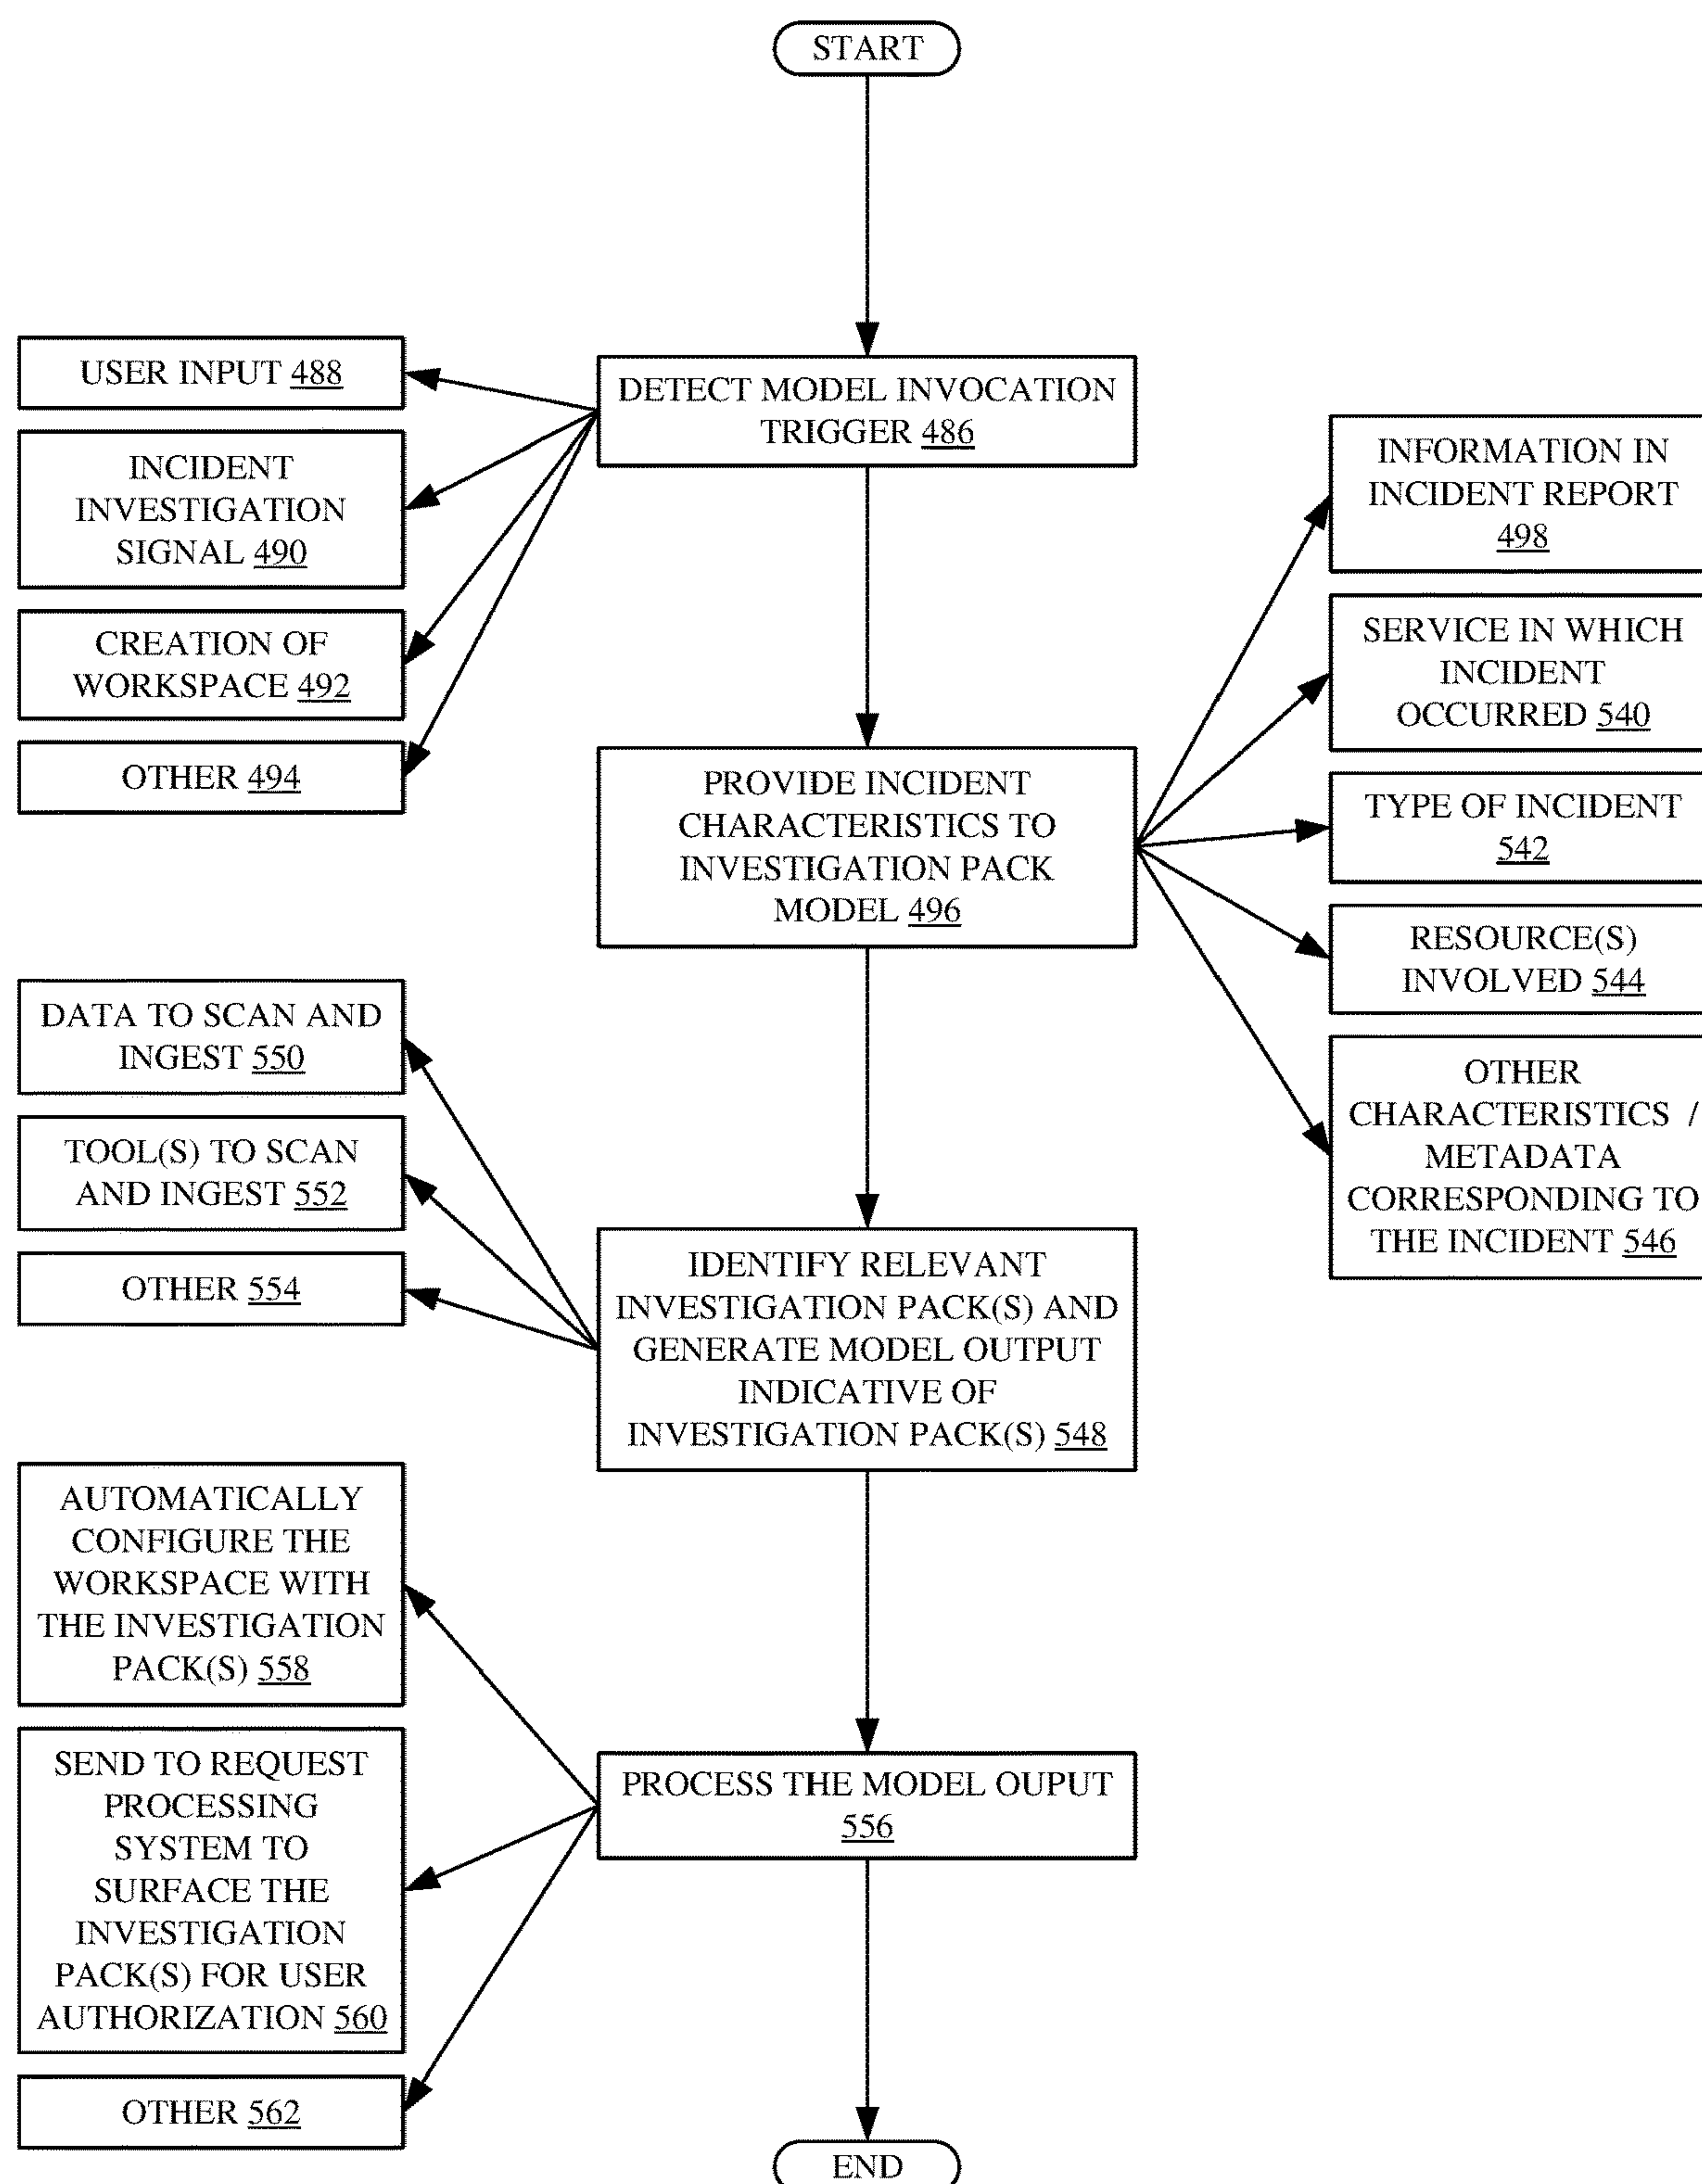 START
USER INPUT 488
INCIDENT
INVESTIGATION
SIGNAL 490
CREATION OF
WORKSPACE 492
OTHER 494
DETECT MODEL INVOCATION
TRIGGER 486
INFORMATION IN
INCIDENT REPORT
498
SERVICE IN WHICH
INCIDENT
OCCURRED 540
TYPE OF INCIDENT
542
RESOURCE(S)
INVOLVED 544
OTHER
CHARACTERISTICS /
METADATA
CORRESPONDING TO
THE INCIDENT 546
PROVIDE INCIDENT
CHARACTERISTICS TO
INVESTIGATION PACK
MODEL 496
DATA TO SCAN AND
INGEST 550
TOOL(S) TO SCAN
AND INGEST 552
OTHER 554
IDENTIFY RELEVANT
INVESTIGATION PACK(S) AND
GENERATE MODEL OUTPUT
INDICATIVE OF
INVESTIGATION PACK(S) 548
AUTOMATICALLY
CONFIGURE THE
WORKSPACE WITH
THE INVESTIGATION
PACK(S) 558
SEND TO REQUEST
PROCESSING
SYSTEM TO
SURFACE THE
INVESTIGATION
PACK(S) FOR USER
AUTHORIZATION 560
OTHER 562
PROCESS THE MODEL OUPUT
556
END